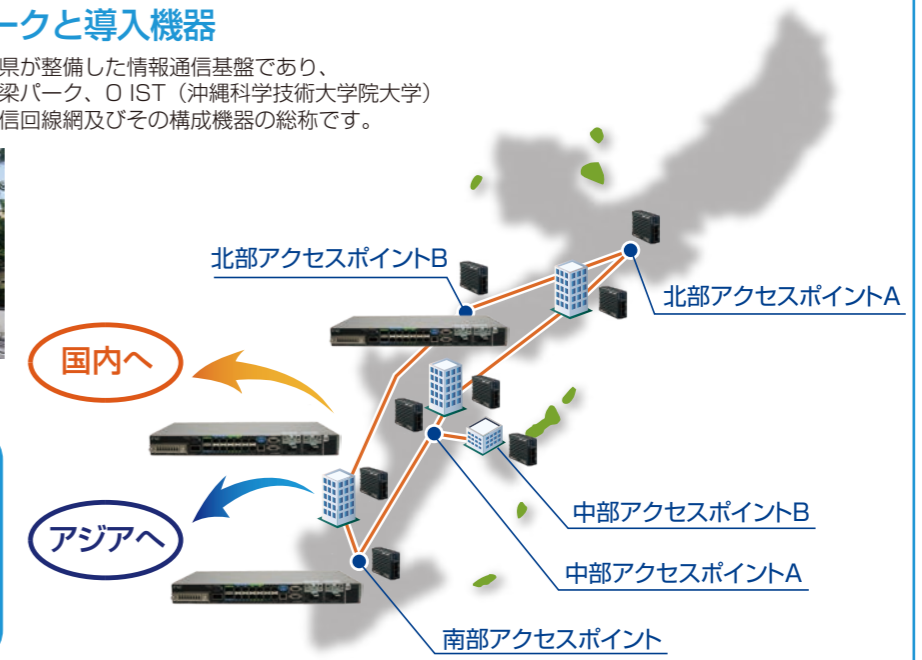 ークと導入機器
県が整備した情報通信基盤であり、
梁パーク、O IST（沖縄科学技術大学院大学）
信回線網及びその構成機器の総称です。
北部アクセスポイントB
北部アクセスポイントA
国内へ
アジアへ
中部アクセスポイントB
中部アクセスポイントA
南部アクセスポイント